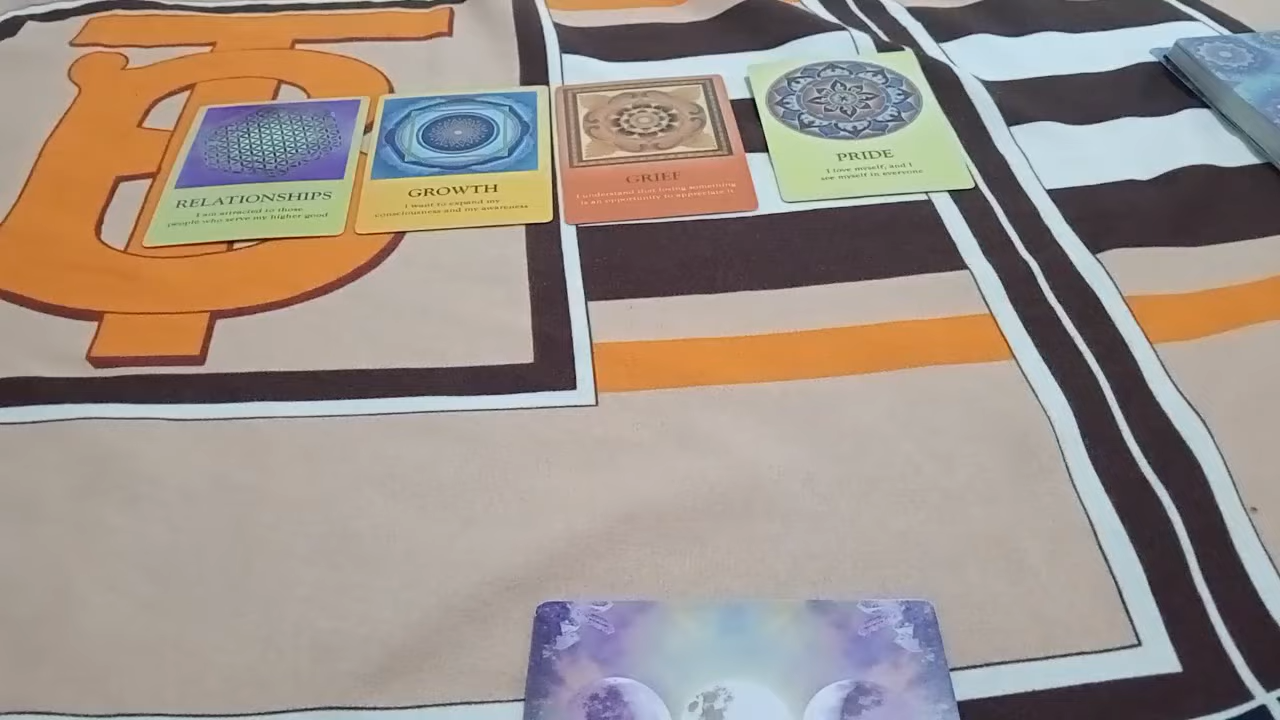 RELATIONSHIPS
I am attracted to those
people who serve my higher good
GROWTH
I want to expand my
consciousness and my awareness
GRIEF
I understand that losing something
is an opportunity to appreciate it
PRIDE
I love myself, and I
see myself in everyone